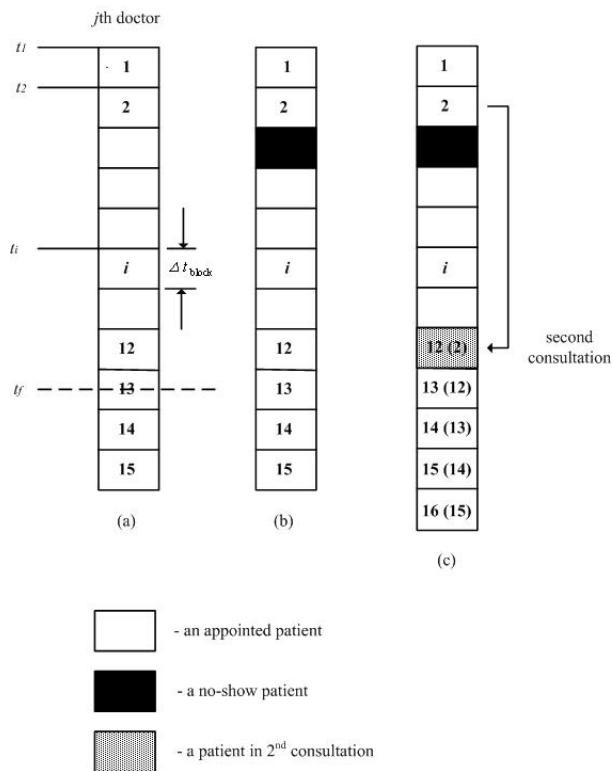 jth doctor
t1
1
1
1
t2
2
2
2
ti
i
Δtblock
i
i
12
12
12 (2)
second
consultation
tf
13
13
13 (12)
14
14
14 (13)
15
15
15 (14)
16 (15)
(a)
(b)
(c)
- an appointed patient
- a no-show patient
- a patient in 2nd consultation